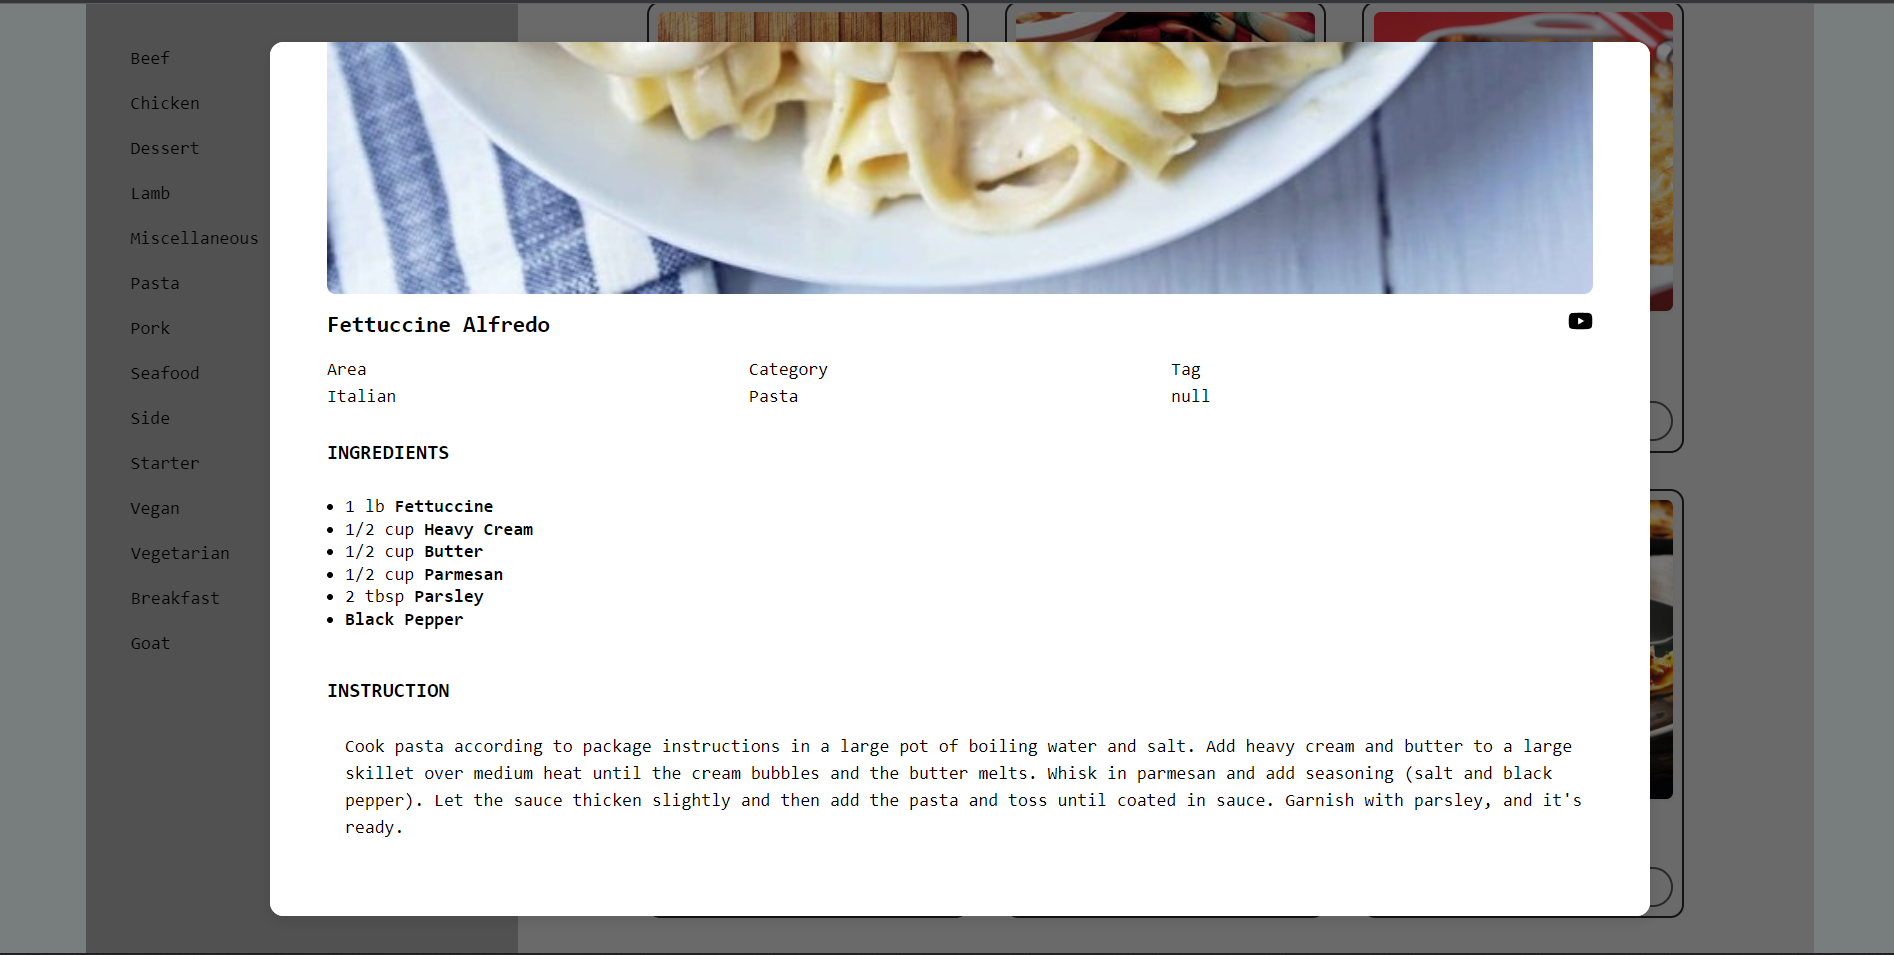 Beef
Chicken
Dessert
Lamb
Miscellaneous
Pasta
Pork
Seafood
Side
Starter
Vegan
Vegetarian
Breakfast
Goat
Fettuccine Alfredo
Area
Italian
Category
Pasta
Tag
null
INGREDIENTS
1 lb Fettuccine
1/2 cup Heavy Cream
1/2 cup Butter
1/2 cup Parmesan
2 tbsp Parsley
Black Pepper
INSTRUCTION
Cook pasta according to package instructions in a large pot of boiling water and salt. Add heavy cream and butter to a large
skillet over medium heat until the cream bubbles and the butter melts. Whisk in parmesan and add seasoning (salt and black
pepper). Let the sauce thicken slightly and then add the pasta and toss until coated in sauce. Garnish with parsley, and it's
ready.